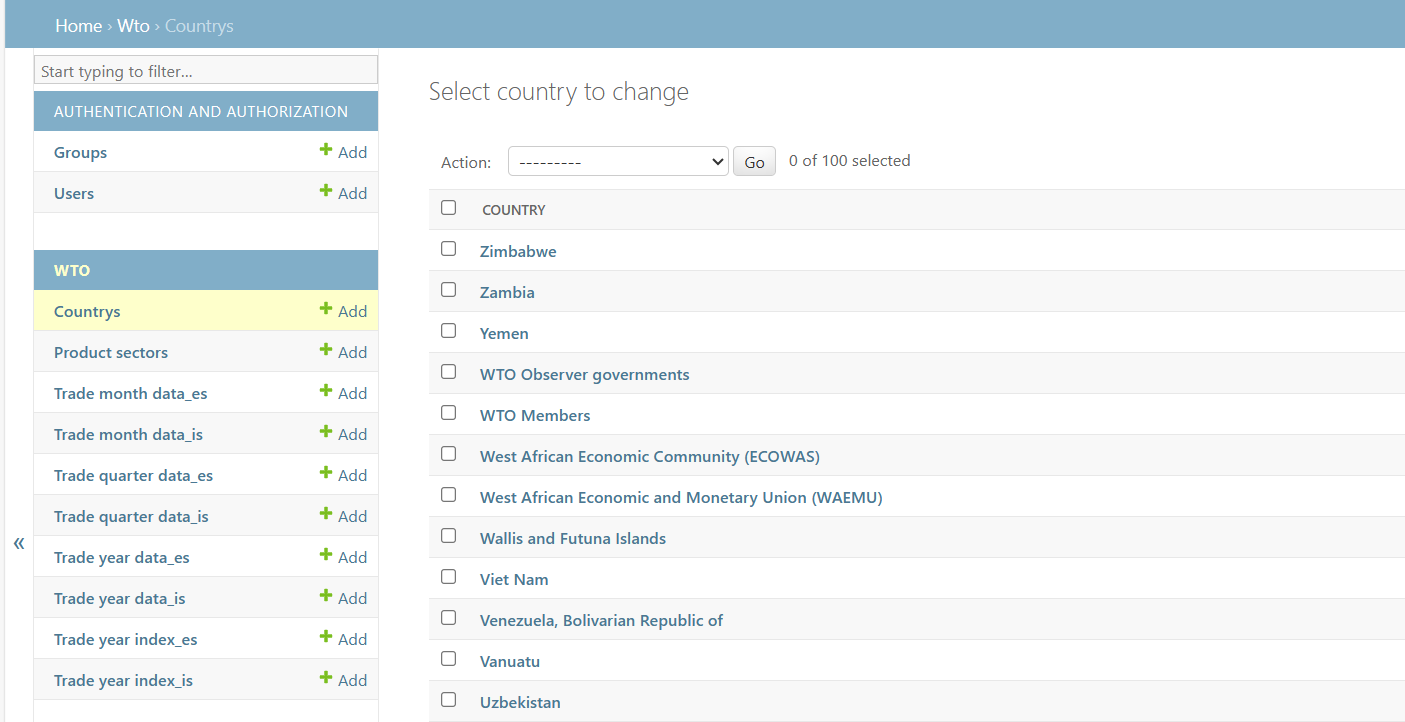 Home › Wto › Countrys
Start typing to filter...
AUTHENTICATION AND AUTHORIZATION
Groups Add
Users Add
WTO
Countrys Add
Product sectors Add
Trade month data_es Add
Trade month data_is Add
Trade quarter data_es Add
Trade quarter data_is Add
Trade year data_es Add
Trade year data_is Add
Trade year index_es Add
Trade year index_is Add
«
Select country to change
Action: --------- Go 0 of 100 selected
COUNTRY
Zimbabwe
Zambia
Yemen
WTO Observer governments
WTO Members
West African Economic Community (ECOWAS)
West African Economic and Monetary Union (WAEMU)
Wallis and Futuna Islands
Viet Nam
Venezuela, Bolivarian Republic of
Vanuatu
Uzbekistan